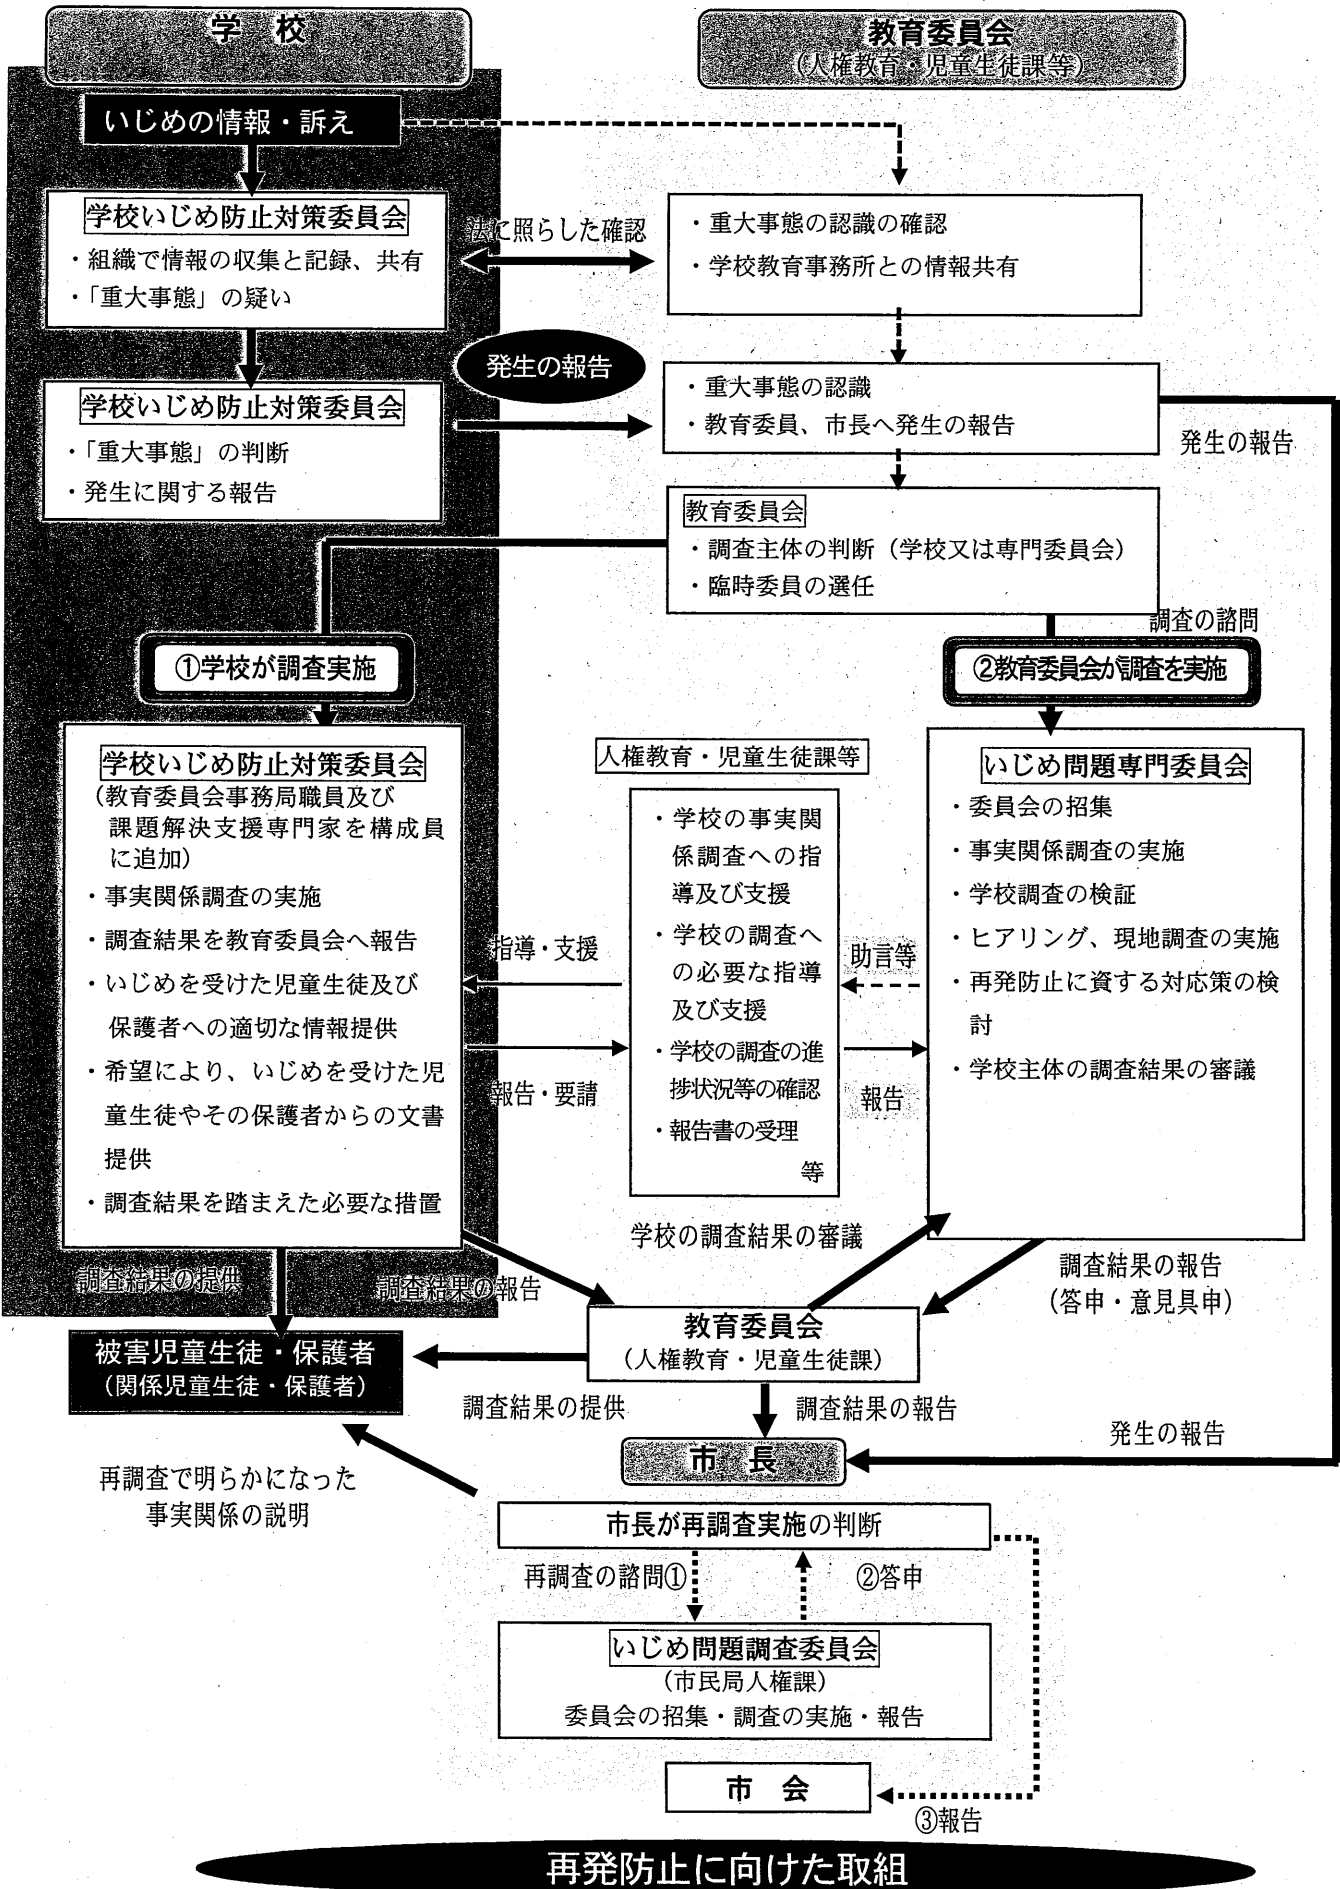 学 校
教育委員会
（人権教育・児童生徒課等）
いじめの情報・訴え
学校いじめ防止対策委員会
・組織で情報の収集と記録、共有
・「重大事態」の疑い
法に照らした確認
・重大事態の認識の確認
・学校教育事務所との情報共有
発生の報告
学校いじめ防止対策委員会
・「重大事態」の判断
・発生に関する報告
・重大事態の認識
・教育委員、市長へ発生の報告
発生の報告
教育委員会
・調査主体の判断（学校又は専門委員会）
・臨時委員の選任
調査の諮問
①学校が調査実施
②教育委員会が調査を実施
学校いじめ防止対策委員会
（教育委員会事務局職員及び
課題解決支援専門家を構成員
に追加）
・事実関係調査の実施
・調査結果を教育委員会へ報告
・いじめを受けた児童生徒及び
保護者への適切な情報提供
・希望により、いじめを受けた児
童生徒やその保護者からの文書
提供
・調査結果を踏まえた必要な措置
指導・支援
報告・要請
人権教育・児童生徒課等
・学校の事実関
係調査への指
導及び支援
・学校の調査へ
の必要な指導
及び支援
・学校の調査の進
捗状況等の確認
・報告書の受理
等
助言等
報告
いじめ問題専門委員会
・委員会の招集
・事実関係調査の実施
・学校調査の検証
・ヒアリング、現地調査の実施
・再発防止に資する対応策の検
討
・学校主体の調査結果の審議
学校の調査結果の審議
調査結果の提供
調査結果の報告
調査結果の報告
（答申・意見具申）
被害児童生徒・保護者
（関係児童生徒・保護者）
教育委員会
（人権教育・児童生徒課）
調査結果の提供
調査結果の報告
発生の報告
市 長
再調査で明らかになった
事実関係の説明
市長が再調査実施の判断
再調査の諮問①
②答申
いじめ問題調査委員会
（市民局人権課）
委員会の招集・調査の実施・報告
市 会
③報告
再発防止に向けた取組